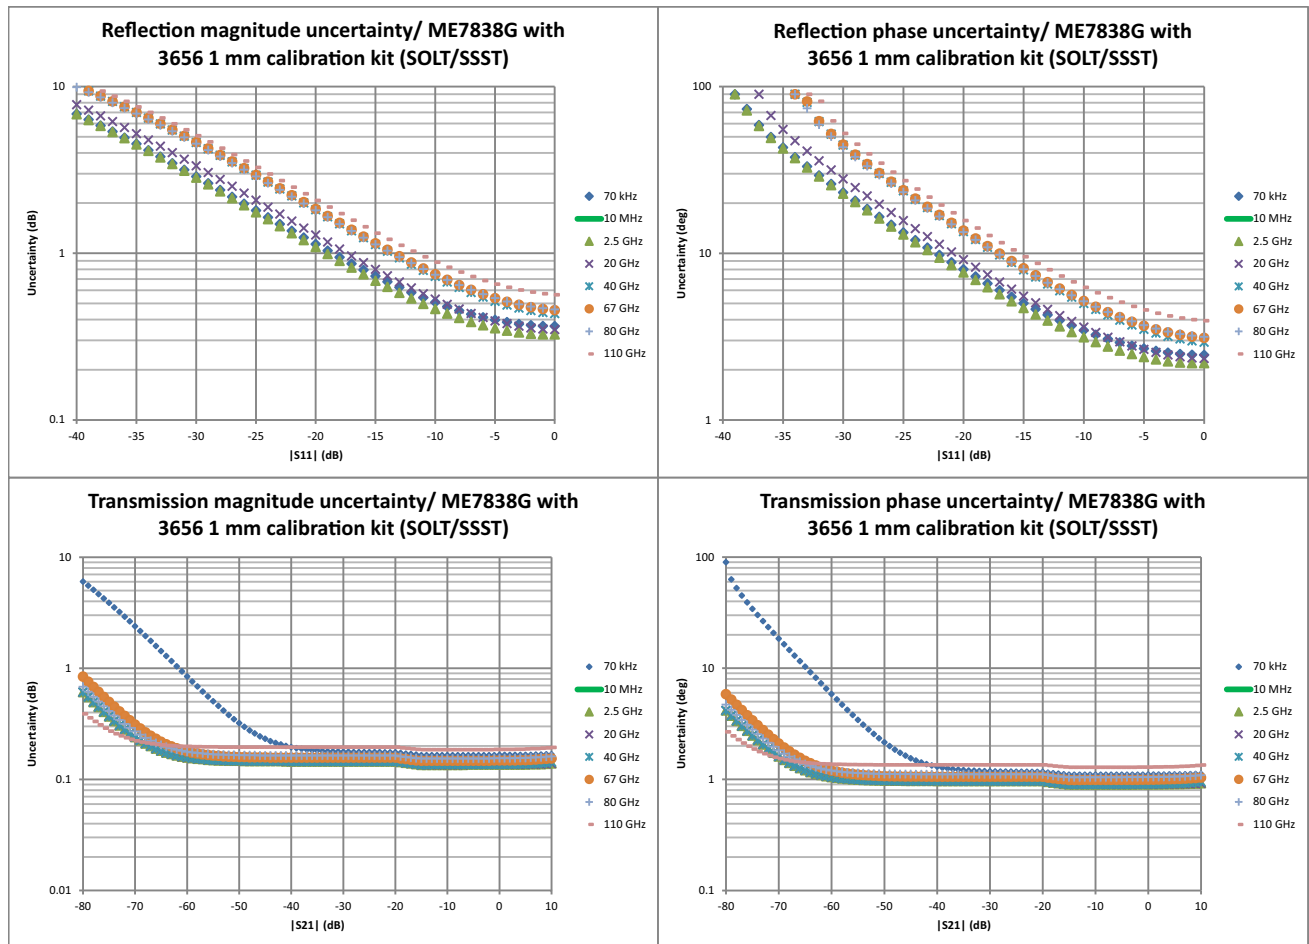 Reflection magnitude uncertainty/ ME7838G with
3656 1 mm calibration kit (SOLT/SSST)
Uncertainty (dB)
10
1
0.1
-40 -35 -30 -25 -20 -15 -10 -5 0
|S11| (dB)
70 kHz
10 MHz
2.5 GHz
20 GHz
40 GHz
67 GHz
80 GHz
110 GHz
Reflection phase uncertainty/ ME7838G with
3656 1 mm calibration kit (SOLT/SSST)
Uncertainty (deg)
100
10
1
-40 -35 -30 -25 -20 -15 -10 -5 0
|S11| (dB)
70 kHz
10 MHz
2.5 GHz
20 GHz
40 GHz
67 GHz
80 GHz
110 GHz
Transmission magnitude uncertainty/ ME7838G with
3656 1 mm calibration kit (SOLT/SSST)
Uncertainty (dB)
10
1
0.1
0.01
-80 -70 -60 -50 -40 -30 -20 -10 0 10
|S21| (dB)
70 kHz
10 MHz
2.5 GHz
20 GHz
40 GHz
67 GHz
80 GHz
110 GHz
Transmission phase uncertainty/ ME7838G with
3656 1 mm calibration kit (SOLT/SSST)
Uncertainty (deg)
100
10
1
0.1
-80 -70 -60 -50 -40 -30 -20 -10 0 10
|S21| (dB)
70 kHz
10 MHz
2.5 GHz
20 GHz
40 GHz
67 GHz
80 GHz
110 GHz